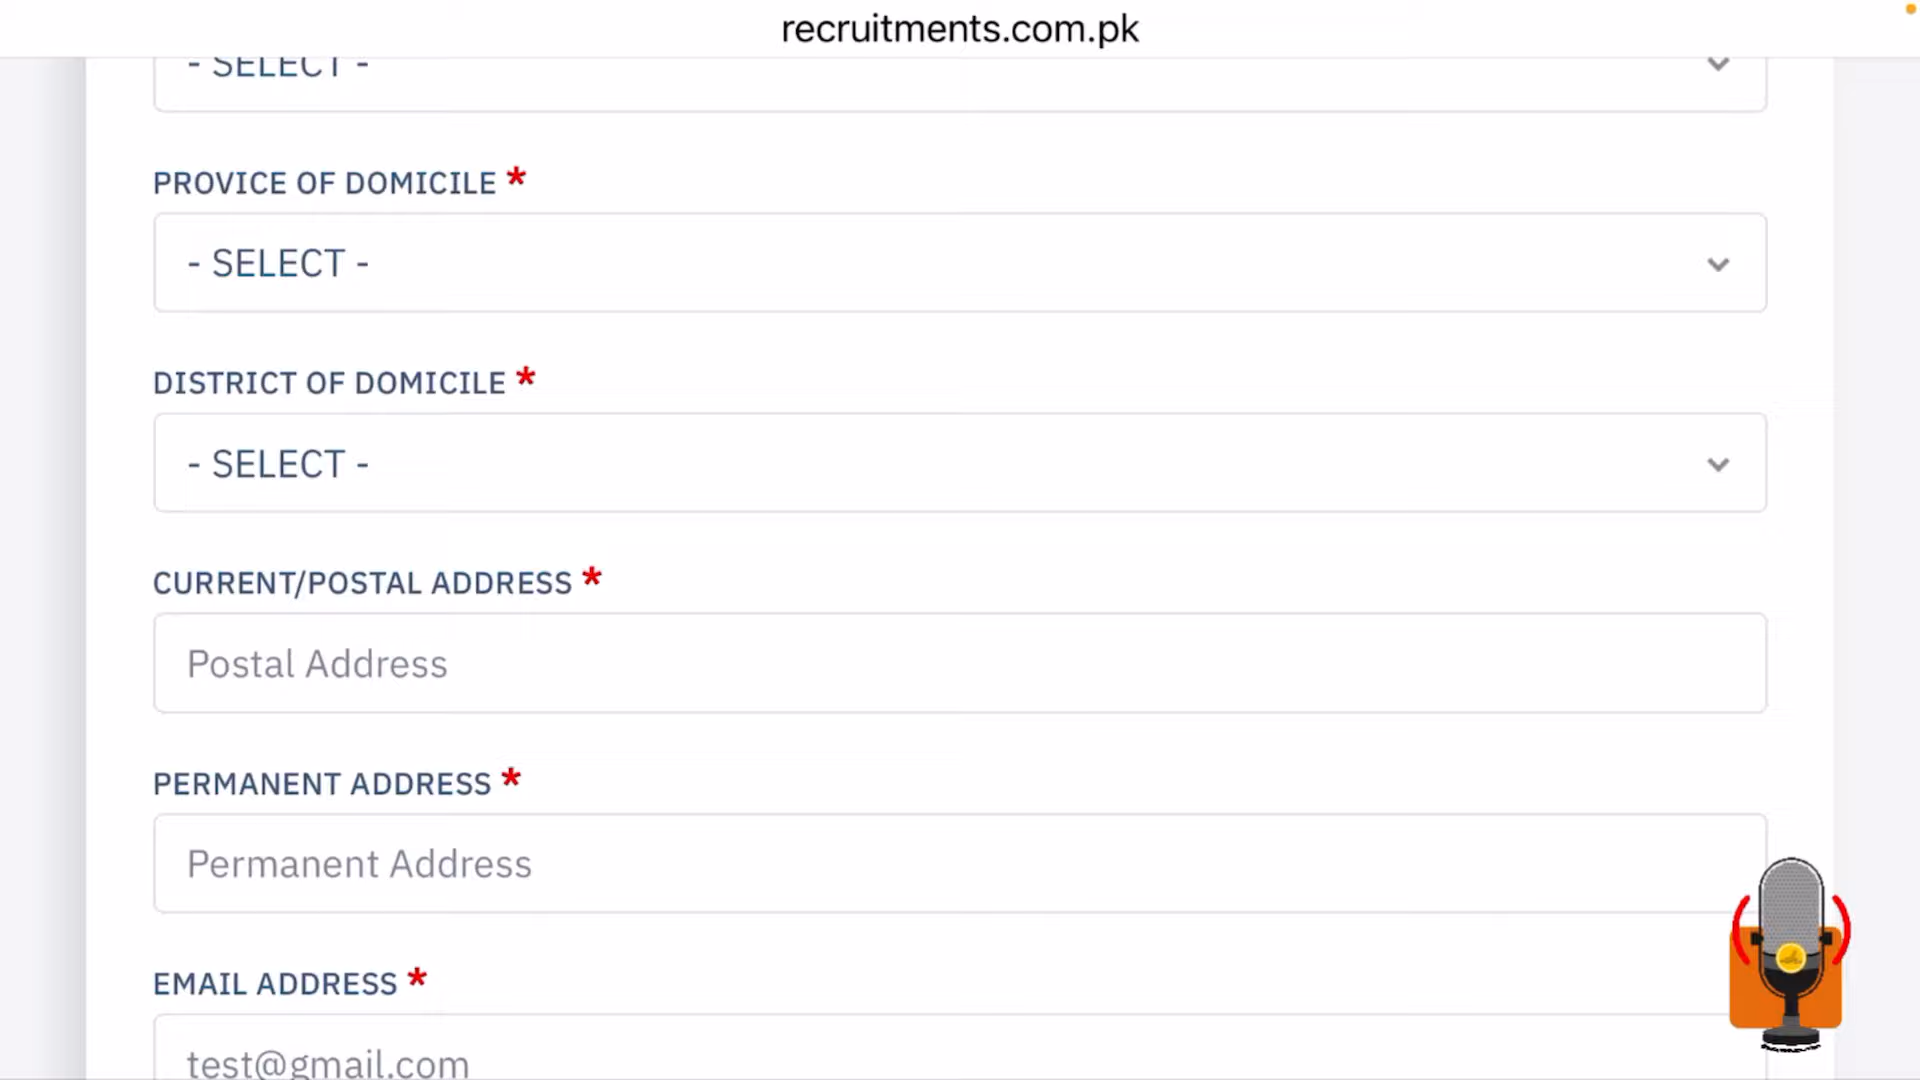 recruitments.com.pk
- SELECT -
PROVICE OF DOMICILE *
- SELECT -
DISTRICT OF DOMICILE *
- SELECT -
CURRENT/POSTAL ADDRESS *
Postal Address
PERMANENT ADDRESS *
Permanent Address
EMAIL ADDRESS *
test@gmail.com